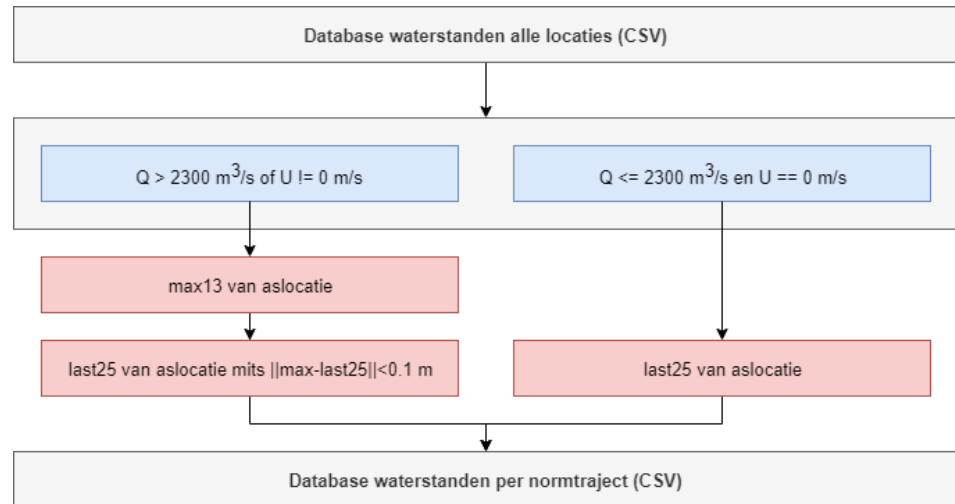 Database waterstanden alle locaties (CSV)
Q > 2300 m³/s of U != 0 m/s
Q <= 2300 m³/s en U == 0 m/s
max13 van aslocatie
last25 van aslocatie mits ||max-last25||<0.1 m
last25 van aslocatie
Database waterstanden per normtraject (CSV)